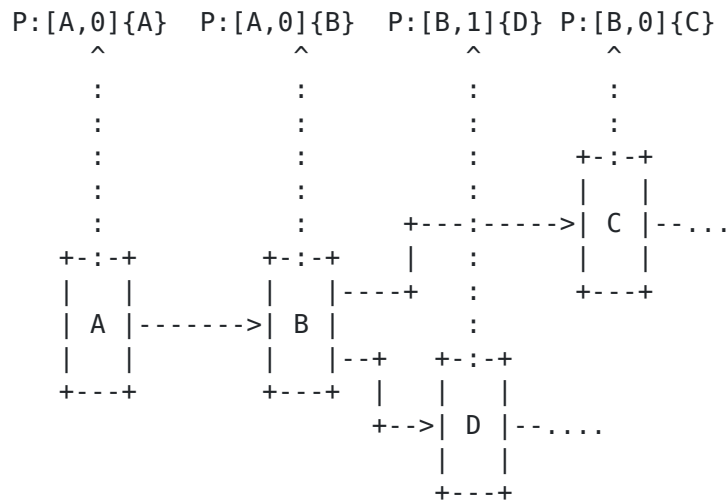 P:[A,0]{A}  P:[A,0]{B}  P:[B,1]{D} P:[B,0]{C}
     ^            ^          ^        ^
     :            :          :        :
     :            :          :        :
     :            :          :      +-:-+
     :            :          :      |   |
     :            :      +---:----->| C |--...
   +-:-+        +-:-+    |   :      |   |
   |   |        |   |----+   :      +---+
   | A |------->| B |        :
   |   |        |   |--+   +-:-+
   +---+        +---+  |   |   |
                       +-->| D |--....
                           |   |
                           +---+